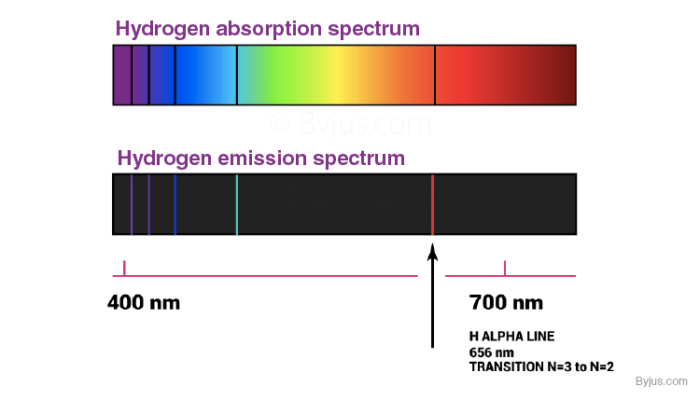 Hydrogen absorption spectrum
© Byjus.com
Hydrogen emission spectrum
400 nm
700 nm
H ALPHA LINE
656 nm
TRANSITION N=3 to N=2
Byjus.com